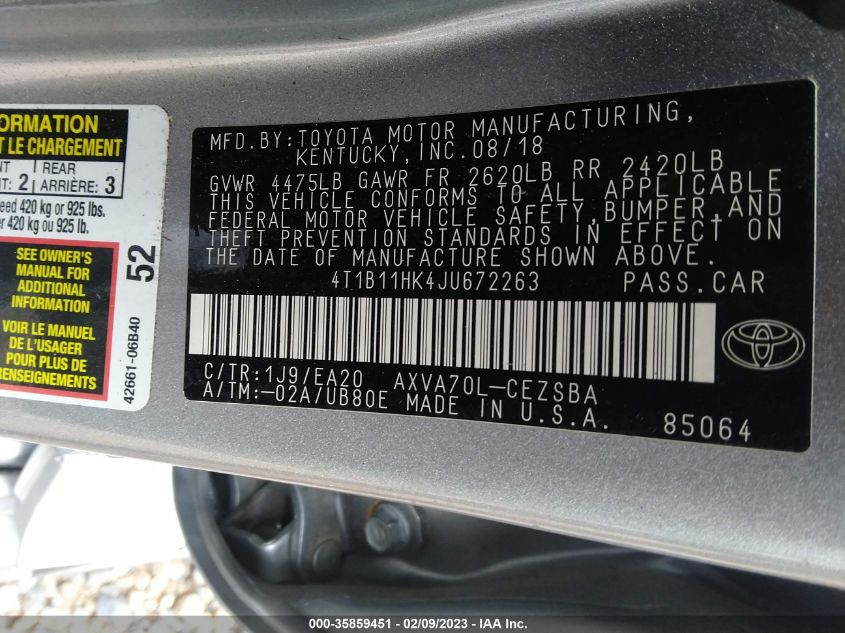 ORMATION
T LE CHARGEMENT
NT 2 REAR 3
T: ARRIÈRE:
eed 420 kg or 925 lbs.
r 420 kg ou 925 lb.
SEE OWNER'S
MANUAL FOR
ADDITIONAL
INFORMATION
VOIR LE MANUEL
DE L'USAGER
POUR PLUS DE
RENSEIGNEMENTS
52
42661-06B40
MFD.BY:TOYOTA MOTOR MANUFACTURING,
KENTUCKY, INC.08/18
GVWR 4475LB GAWR FR 2620LB RR 2420LB
THIS VEHICLE CONFORMS TO ALL APPLICABLE
FEDERAL MOTOR VEHICLE SAFETY,BUMPER,AND
THEFT PREVENTION STANDARDS IN EFFECT ON
THE DATE OF MANUFACTURE SHOWN ABOVE.
4T1B11HK4JU672263 PASS.CAR
C/TR:1J9/EA20 AXVA70L-CEZSBA
A/TM:-02A/UB80E MADE IN U.S.A.
85064
000-35859451 | 02/09/2023 | IAA Inc.